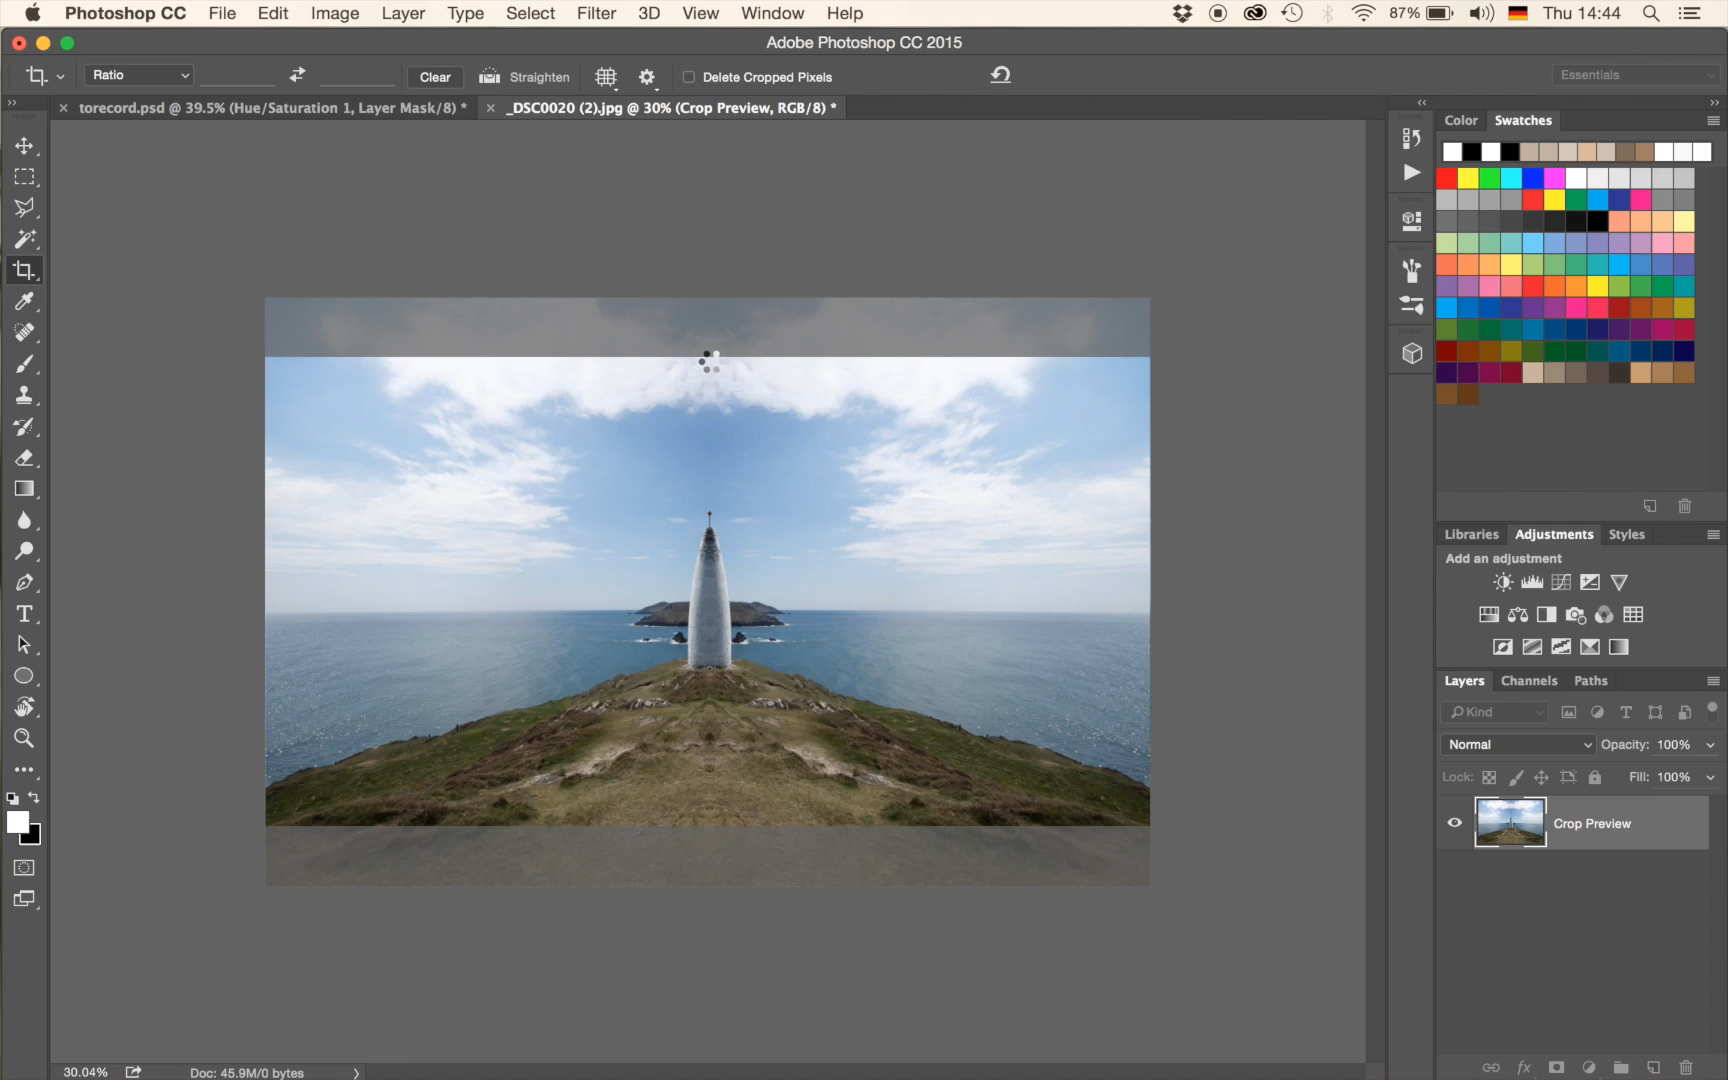 Photoshop CC File Edit Image Layer Type Select Filter 3D View Window Help 87% Thu 14:44
Adobe Photoshop CC 2015
Ratio Clear Straighten Delete Cropped Pixels Essentials
torecord.psd @ 39.5% (Hue/Saturation 1, Layer Mask/8) * _DSC0020 (2).jpg @ 30% (Crop Preview, RGB/8) *
Color Swatches
Libraries Adjustments Styles
Add an adjustment
Layers Channels Paths
Kind
Normal Opacity: 100%
Lock: Fill: 100%
Crop Preview
30.04% Doc: 45.9M/0 bytes